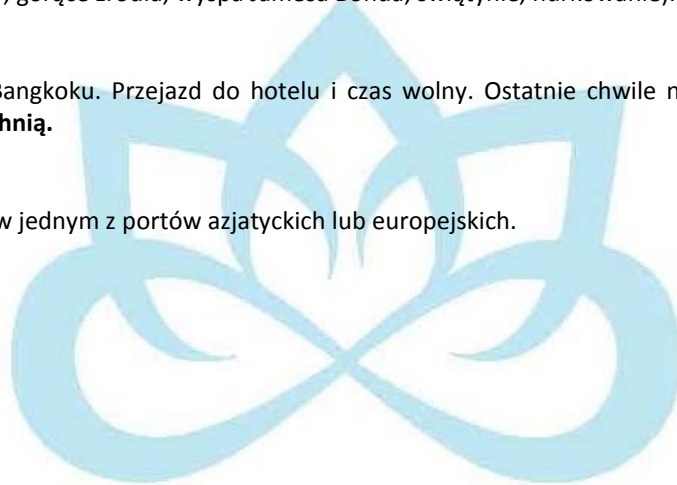 gorące źródła, wyspa Jamesa Bonda, świątynie, nurkowanie).
Bangkoku. Przejazd do hotelu i czas wolny. Ostatnie chwile n
hnią.
w jednym z portów azjatyckich lub europejskich.